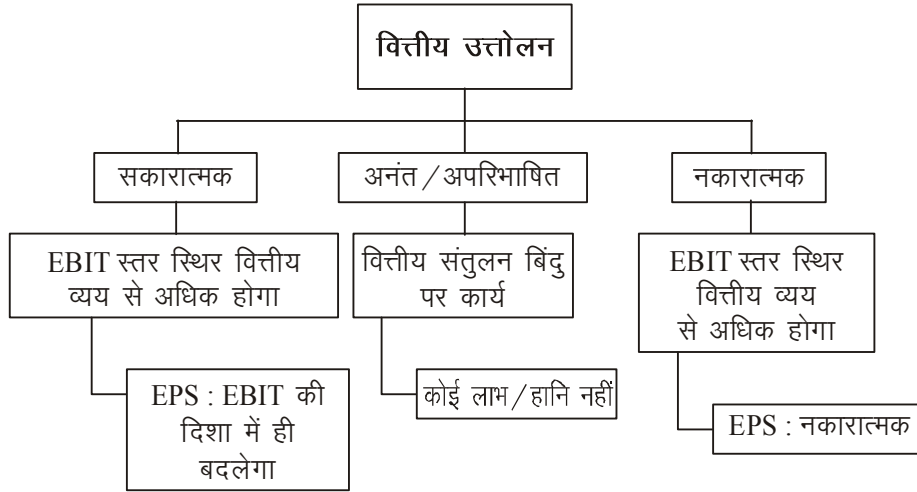 वित्तीय उत्तोलन
सकारात्मक
अनंत/अपरिभाषित
नकारात्मक
EBIT स्तर स्थिर वित्तीय
व्यय से अधिक होगा
वित्तीय संतुलन बिंदु
पर कार्य
EBIT स्तर स्थिर
वित्तीय व्यय
से अधिक होगा
EPS : EBIT की
दिशा में ही
बदलेगा
कोई लाभ/हानि नहीं
EPS : नकारात्मक